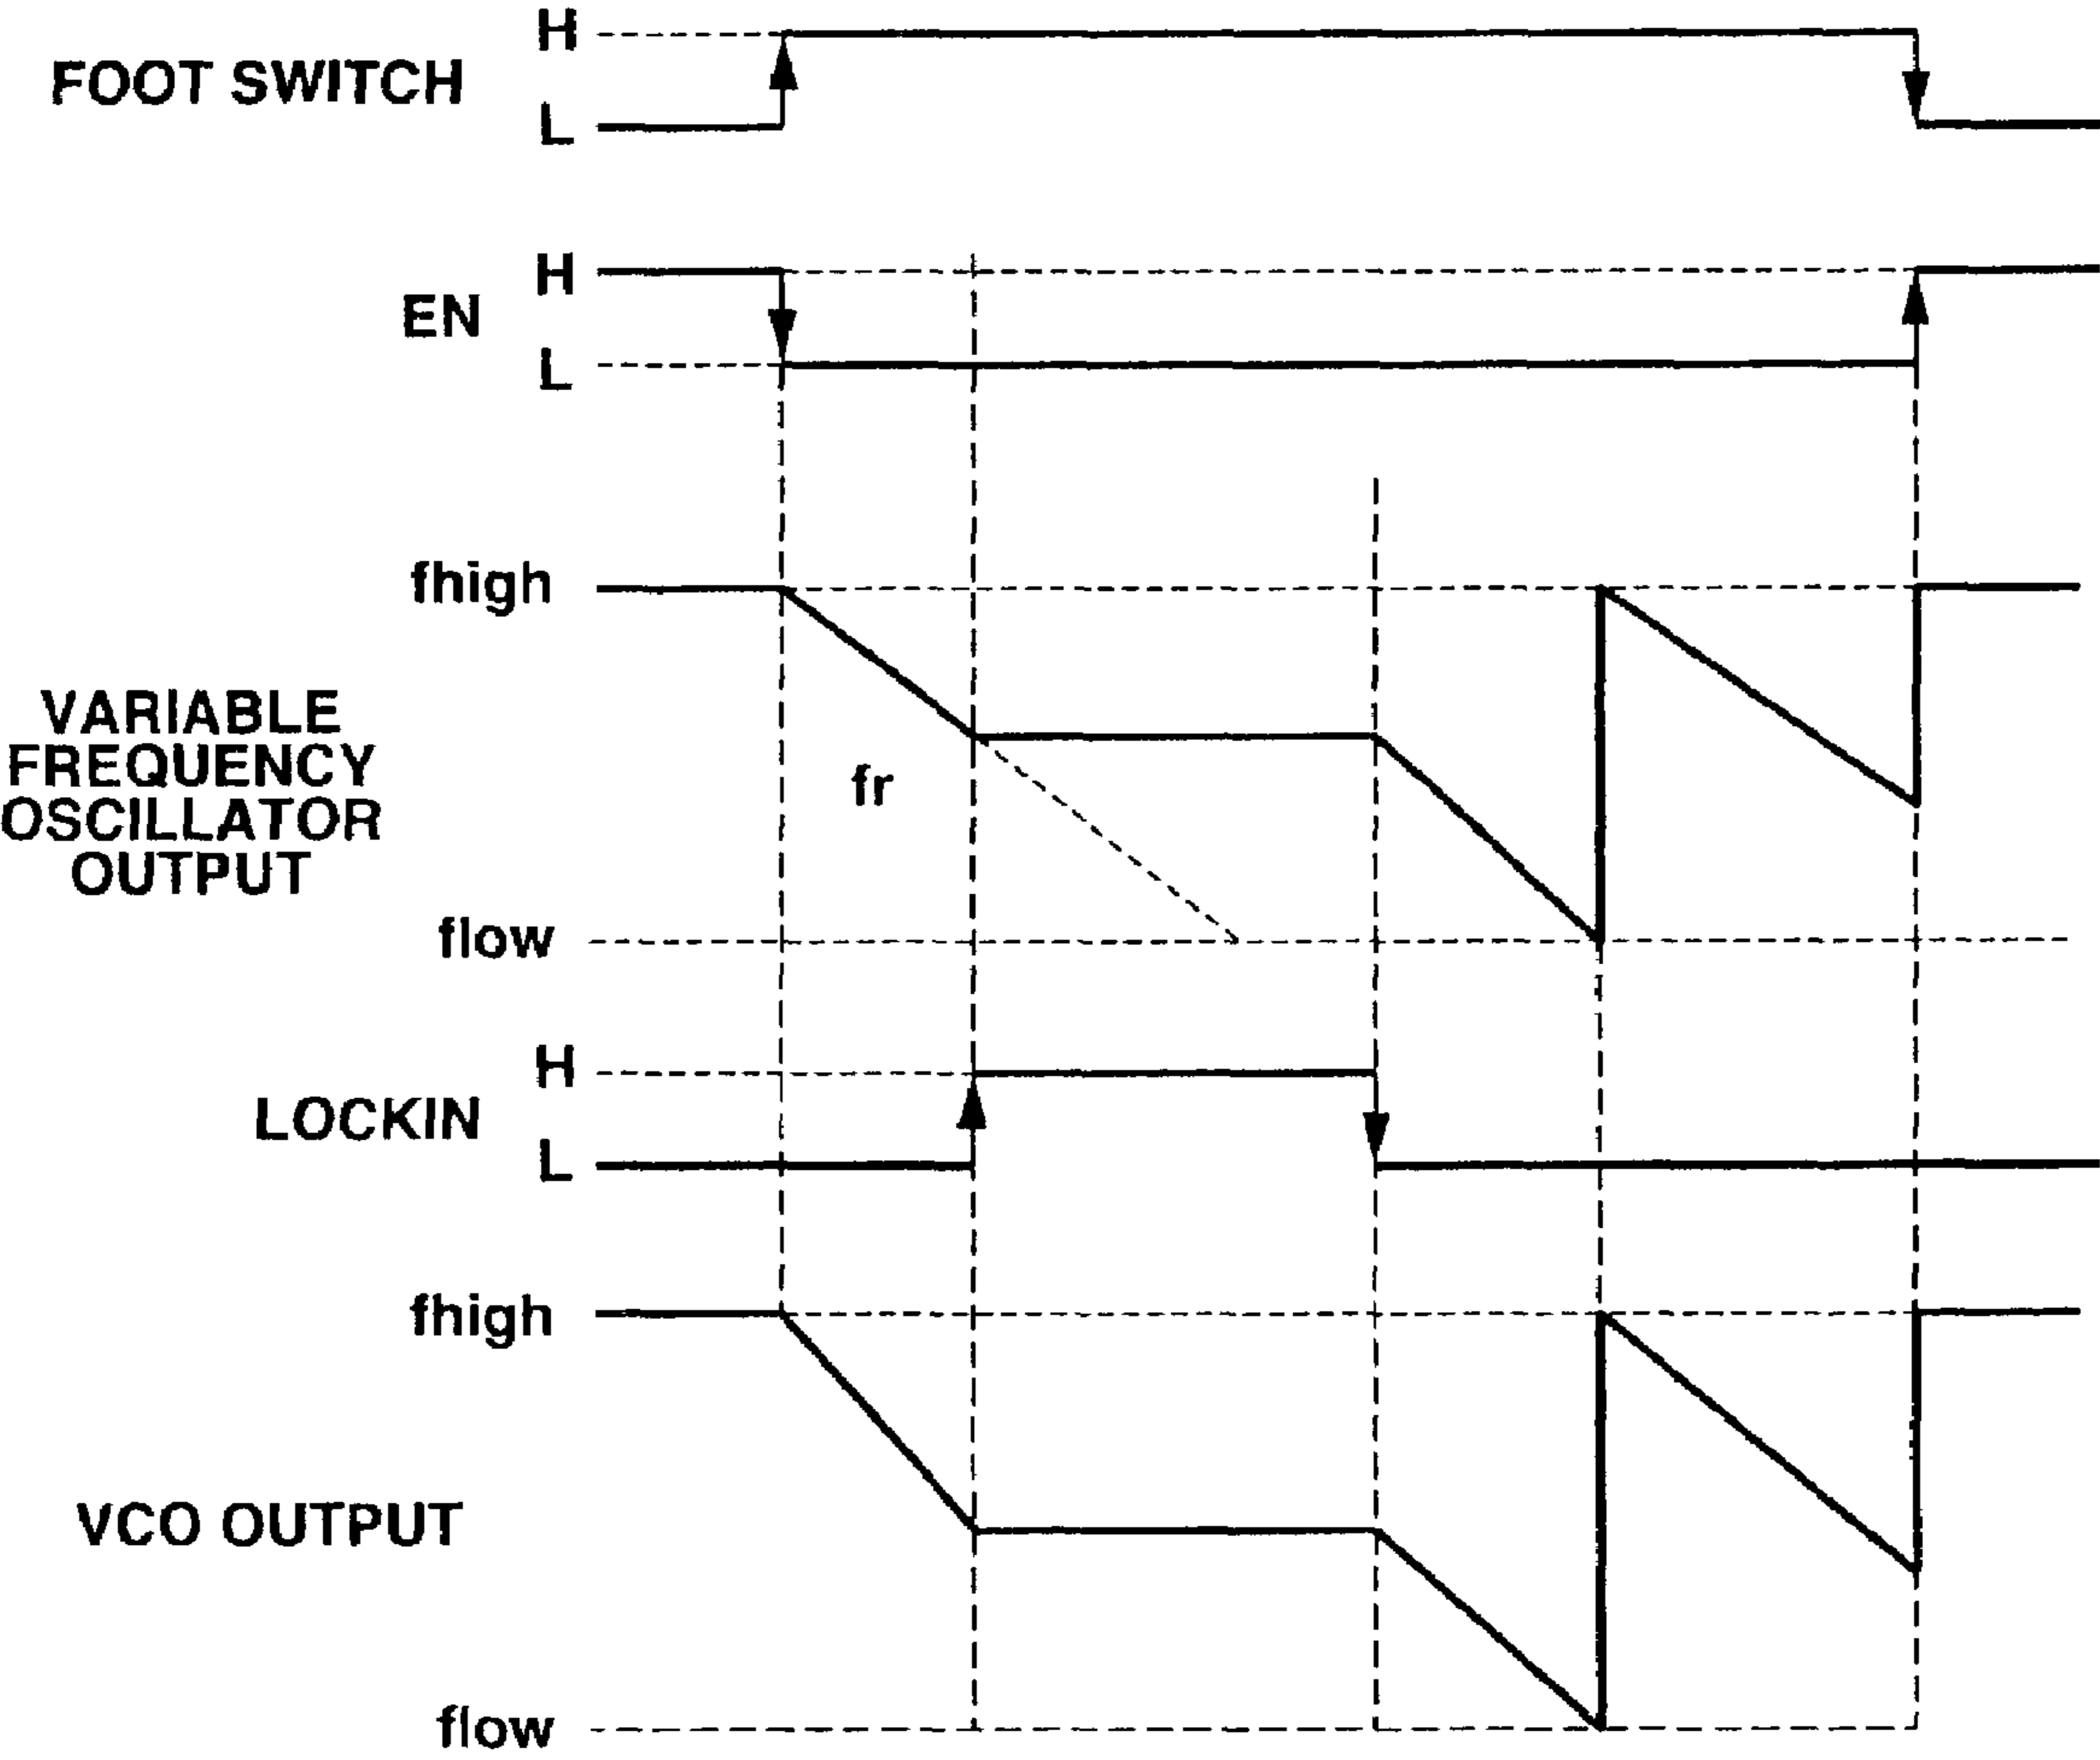 H
FOOT SWITCH
L
H
EN
L
fhigh
VARIABLE
FREQUENCY
OSCILLATOR
OUTPUT
fr
flow
H
LOCKIN
L
fhigh
VCO OUTPUT
flow